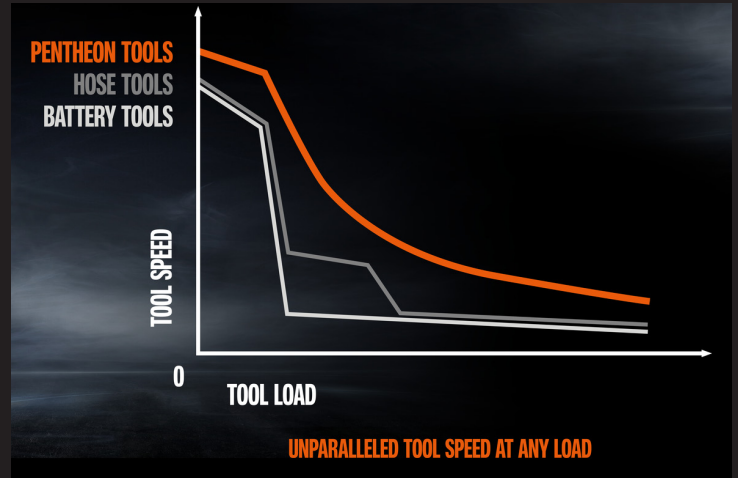 PENTHEON TOOLS
HOSE TOOLS
BATTERY TOOLS
TOOL SPEED
0
TOOL LOAD
UNPARALLELED TOOL SPEED AT ANY LOAD